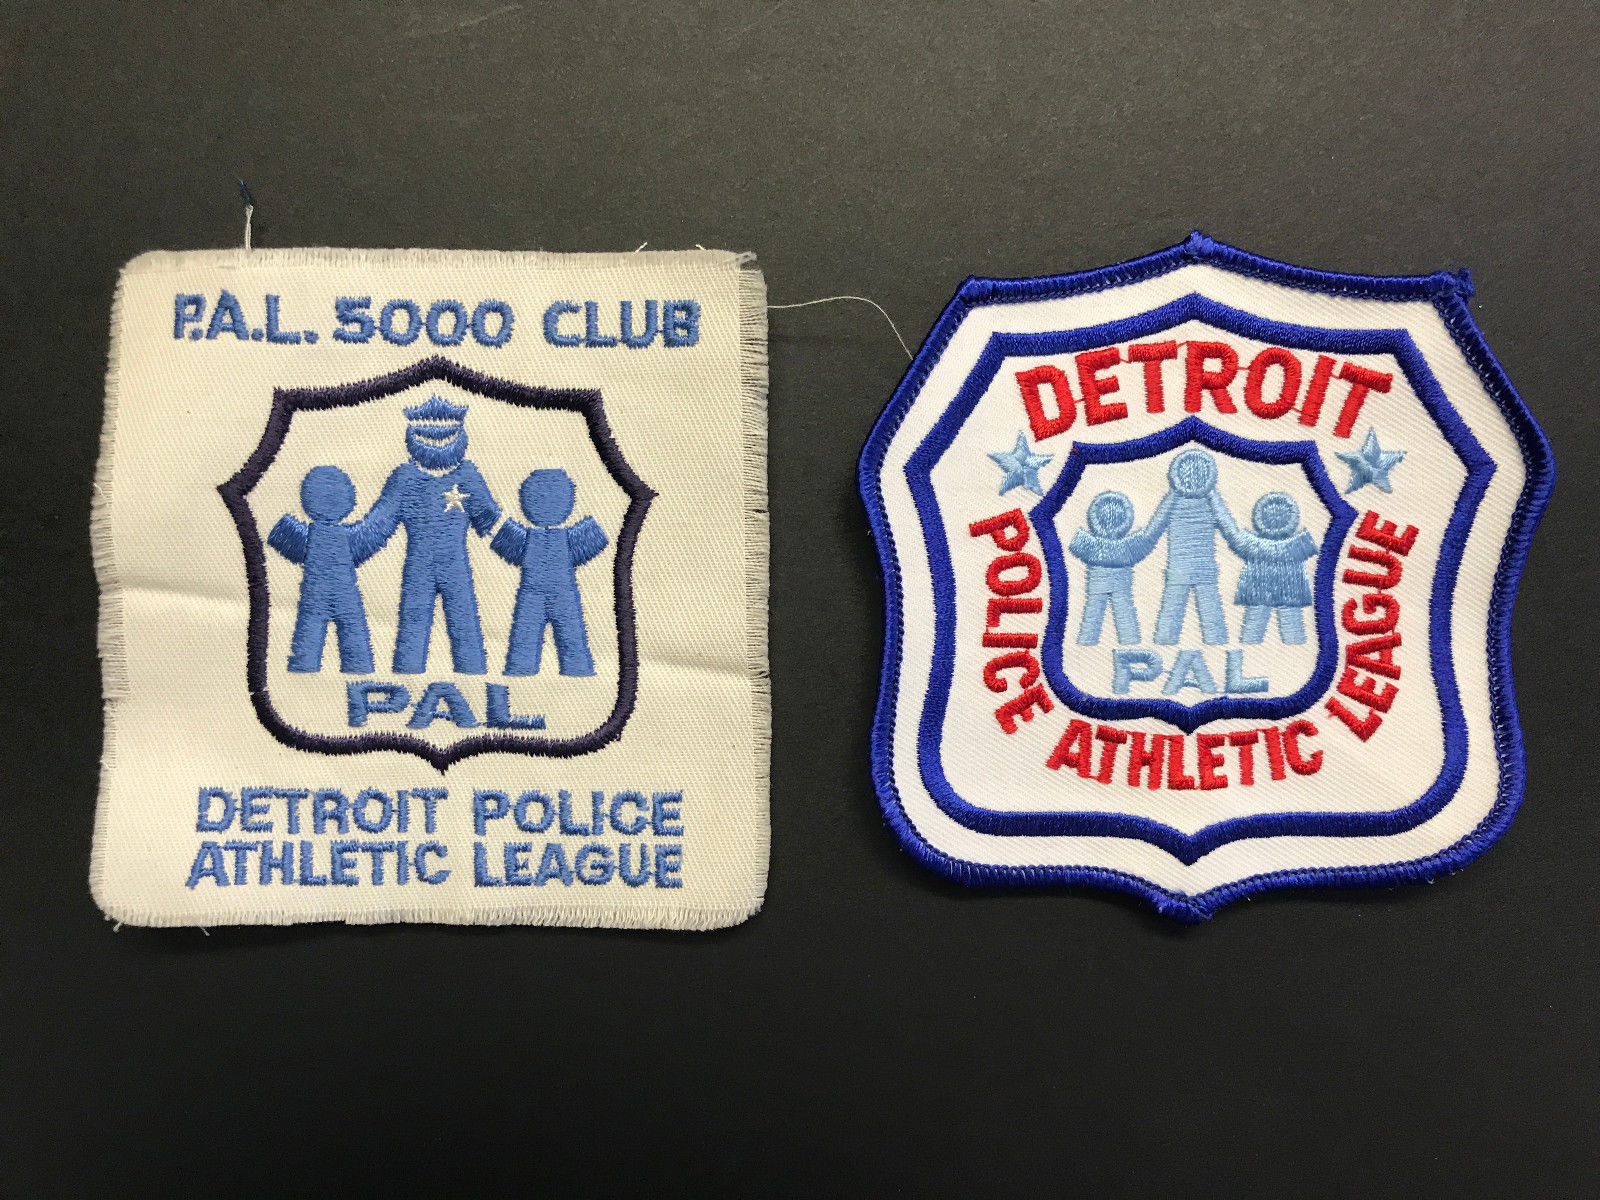 P.A.L. 5000 CLUB
PAL
DETROIT POLICE
ATHLETIC LEAGUE
DETROIT
POLICE ATHLETIC LEAGUE
PAL